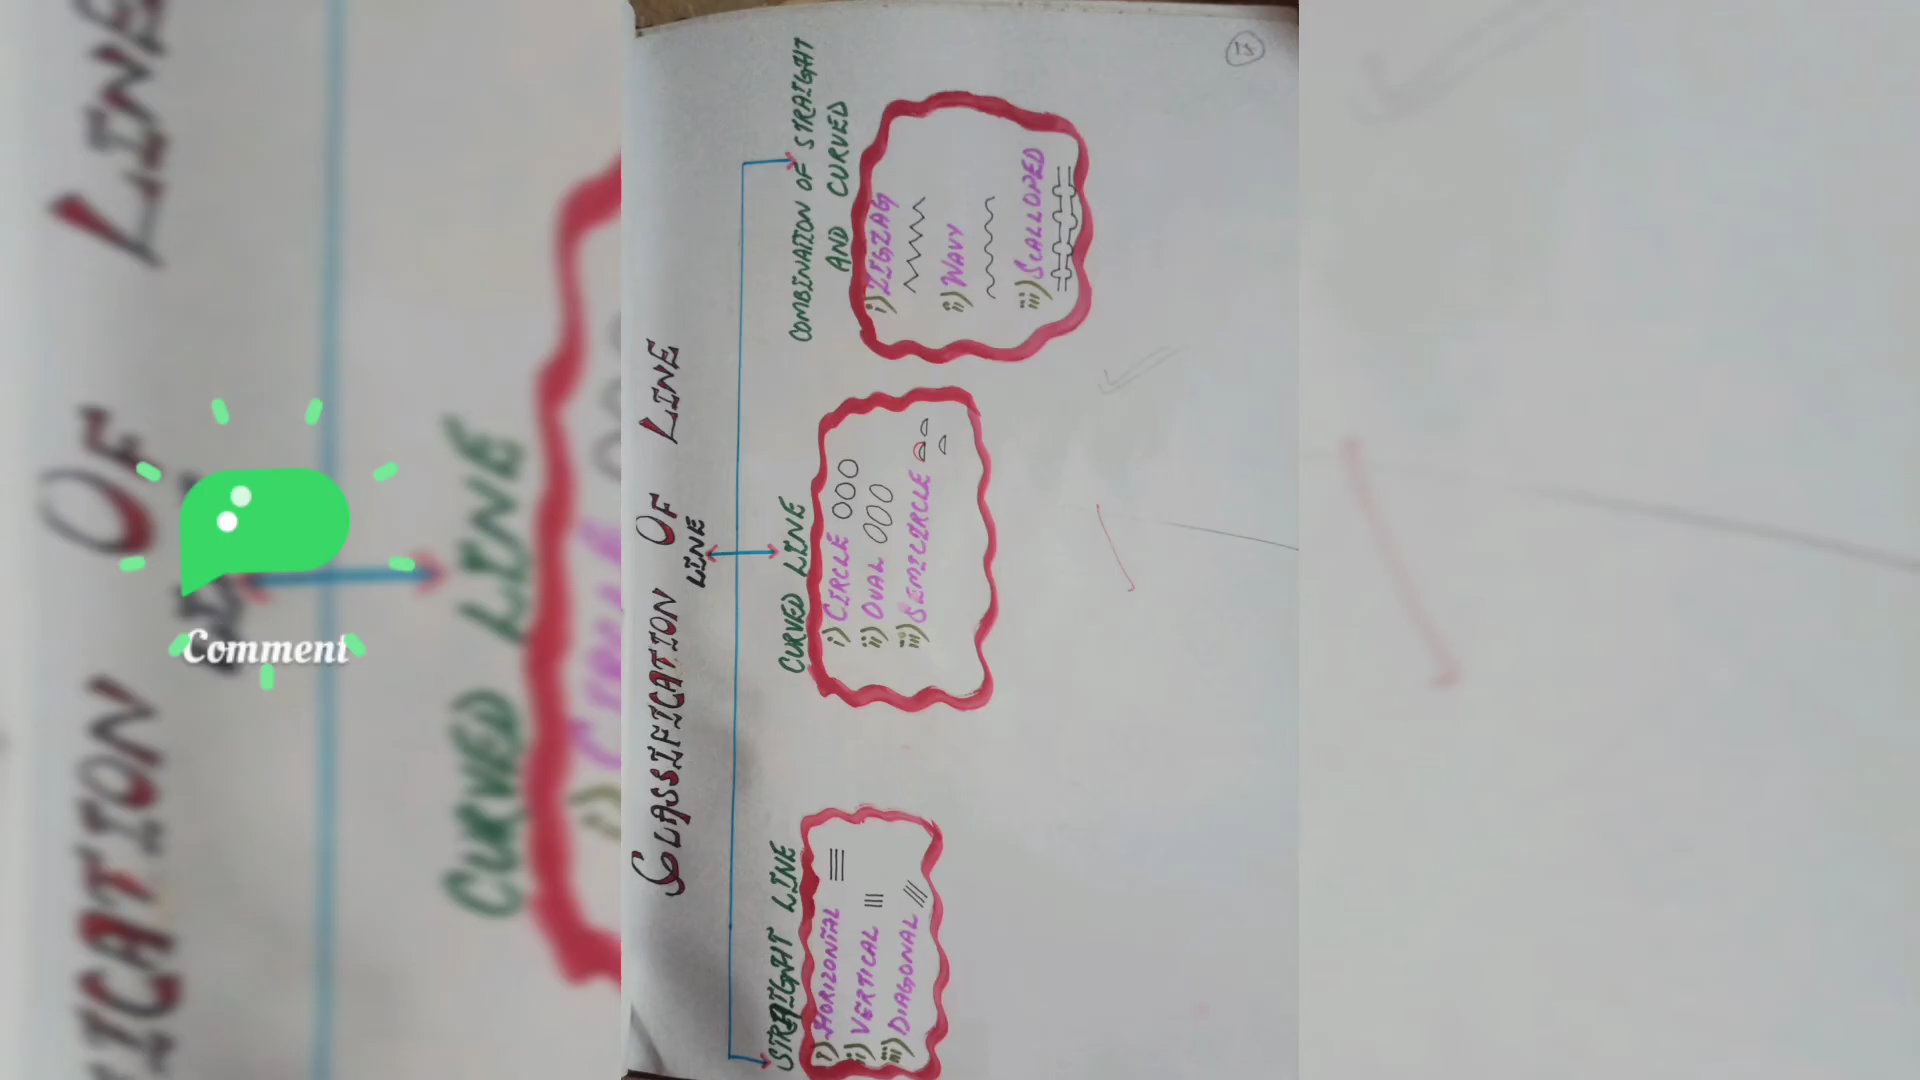 15
CLASSIFICATION OF LINE
LINE
STRAIGHT LINE
i) HORIZONTAL
ii) VERTICAL
iii) DIAGONAL
CURVED LINE
i) CIRCLE
ii) OVAL
iii) SEMICIRCLE
COMBINATION OF STRAIGHT
AND CURVED
i) ZIGZAG
ii) WAVY
iii) SCALLOPED
Comment